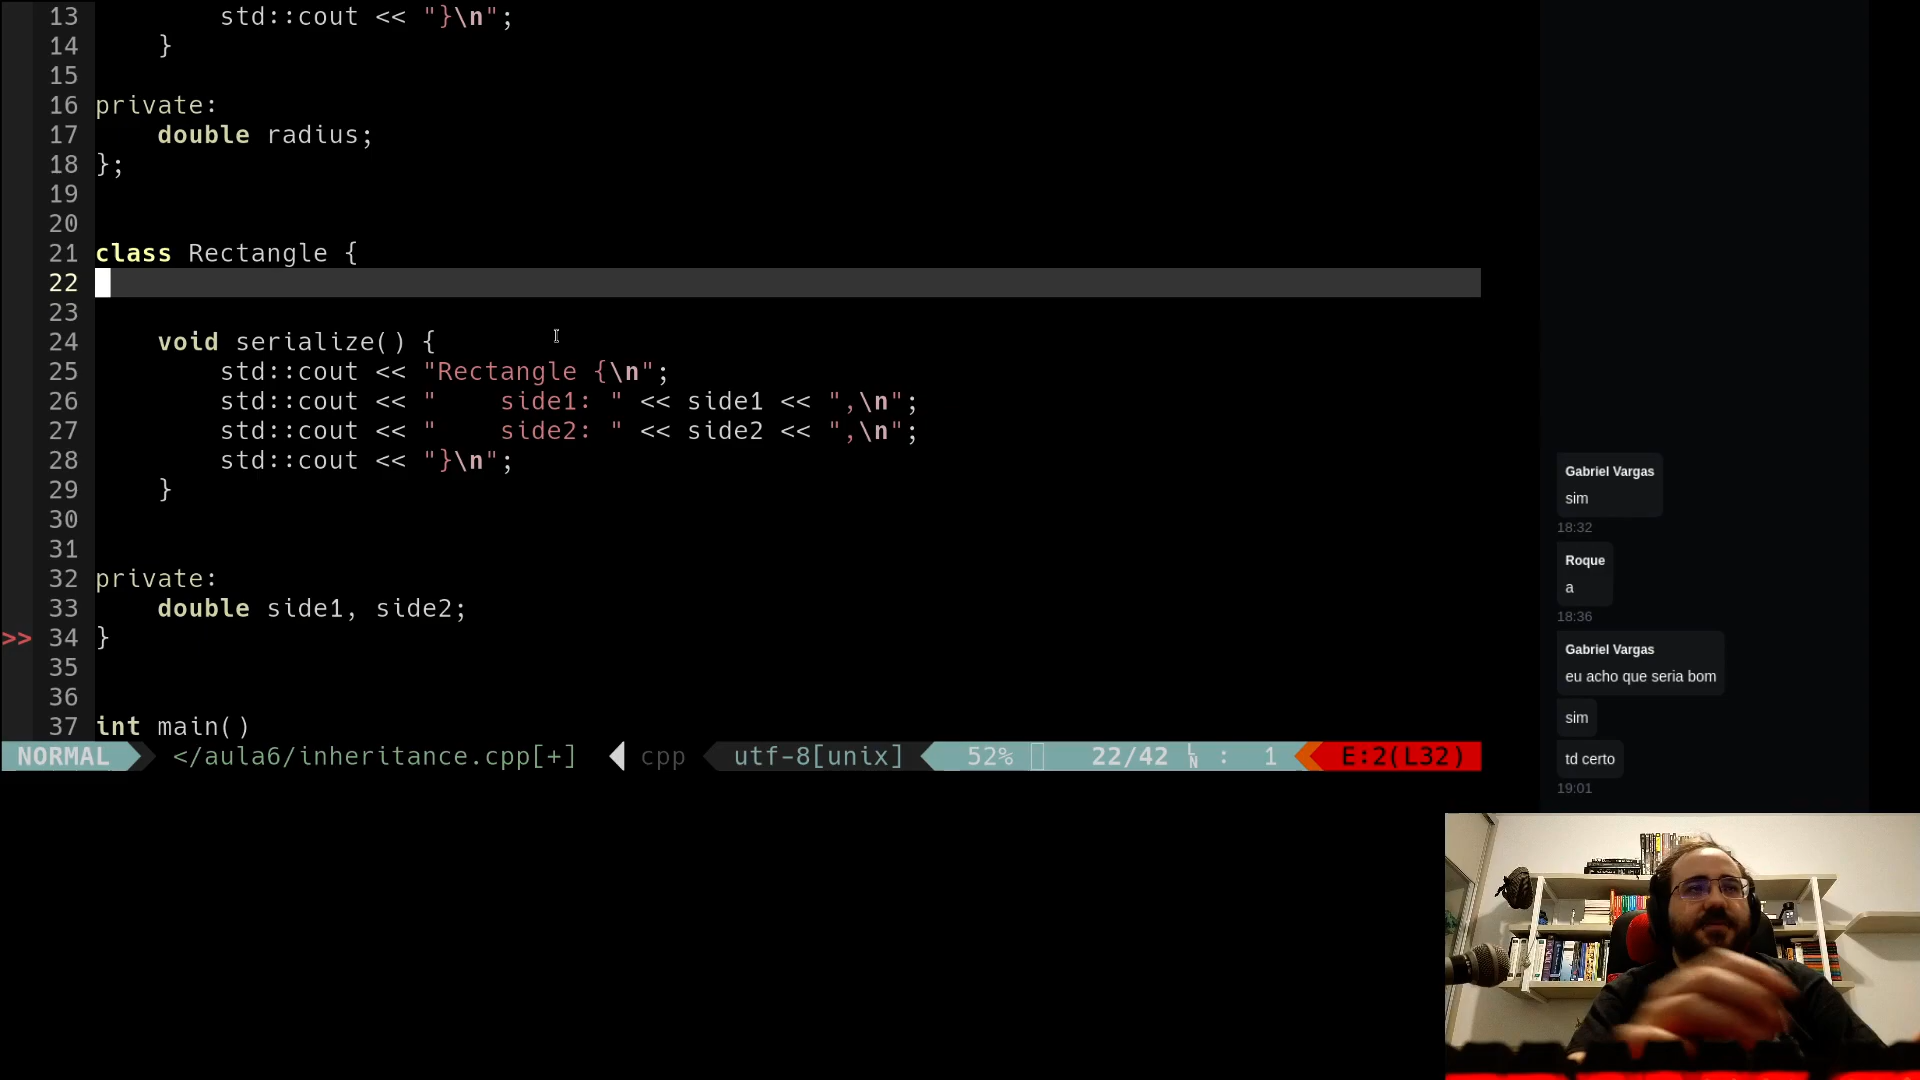 13         std::cout << "}\n";
14     }
15
16 private:
17     double radius;
18 };
19
20
21 class Rectangle {
22
23
24     void serialize() {
25         std::cout << "Rectangle {\n";
26         std::cout << "    side1: " << side1 << ",\n";
27         std::cout << "    side2: " << side2 << ",\n";
28         std::cout << "}\n";
29     }
30
31
32 private:
33     double side1, side2;
>> 34 }
35
36
37 int main()
NORMAL </aula6/inheritance.cpp[+] cpp utf-8[unix] 52% 22/42 LN : 1 E:2(L32)
Gabriel Vargas
sim
18:32
Roque
a
18:36
Gabriel Vargas
eu acho que seria bom
sim
td certo
19:01